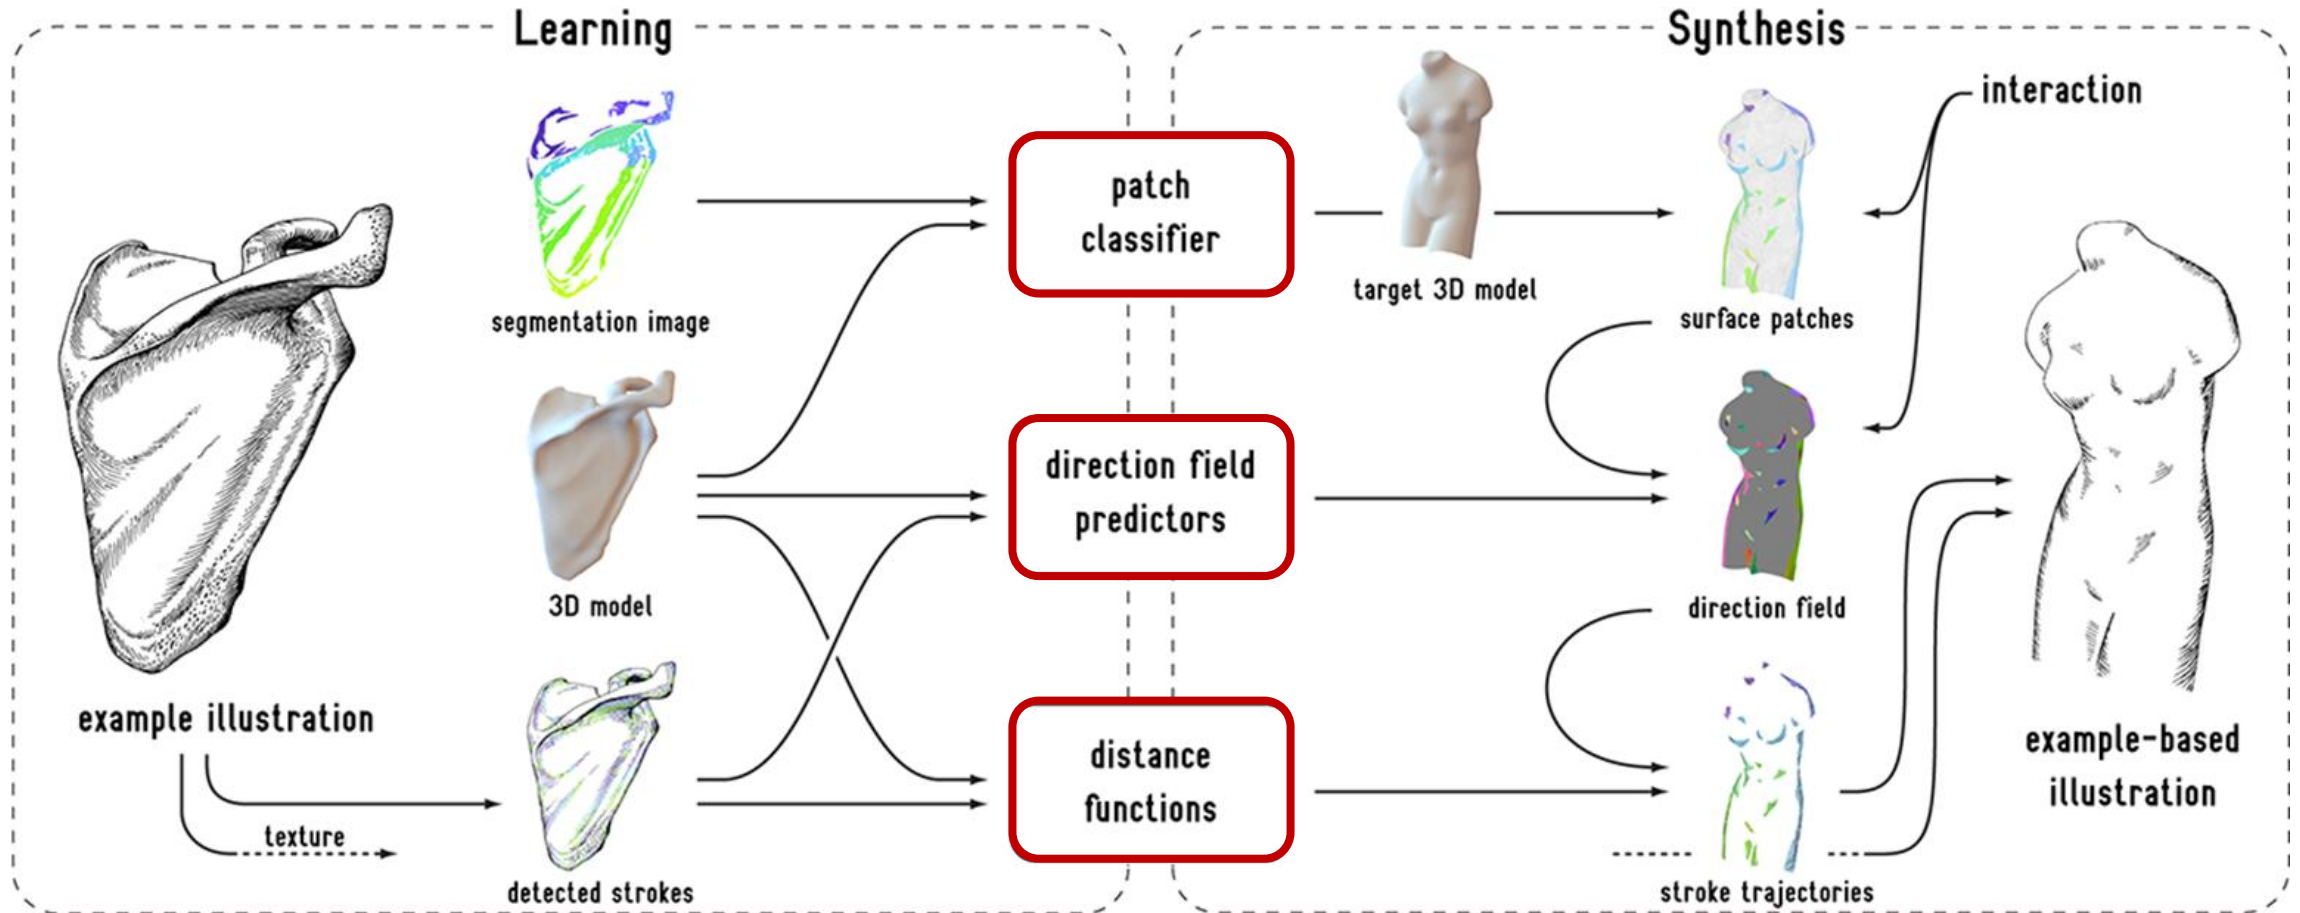 Learning
Synthesis
interaction
patch
classifier
target 3D model
segmentation image
surface patches
direction field
predictors
3D model
direction field
example illustration
distance
functions
example-based
illustration
texture
detected strokes
stroke trajectories